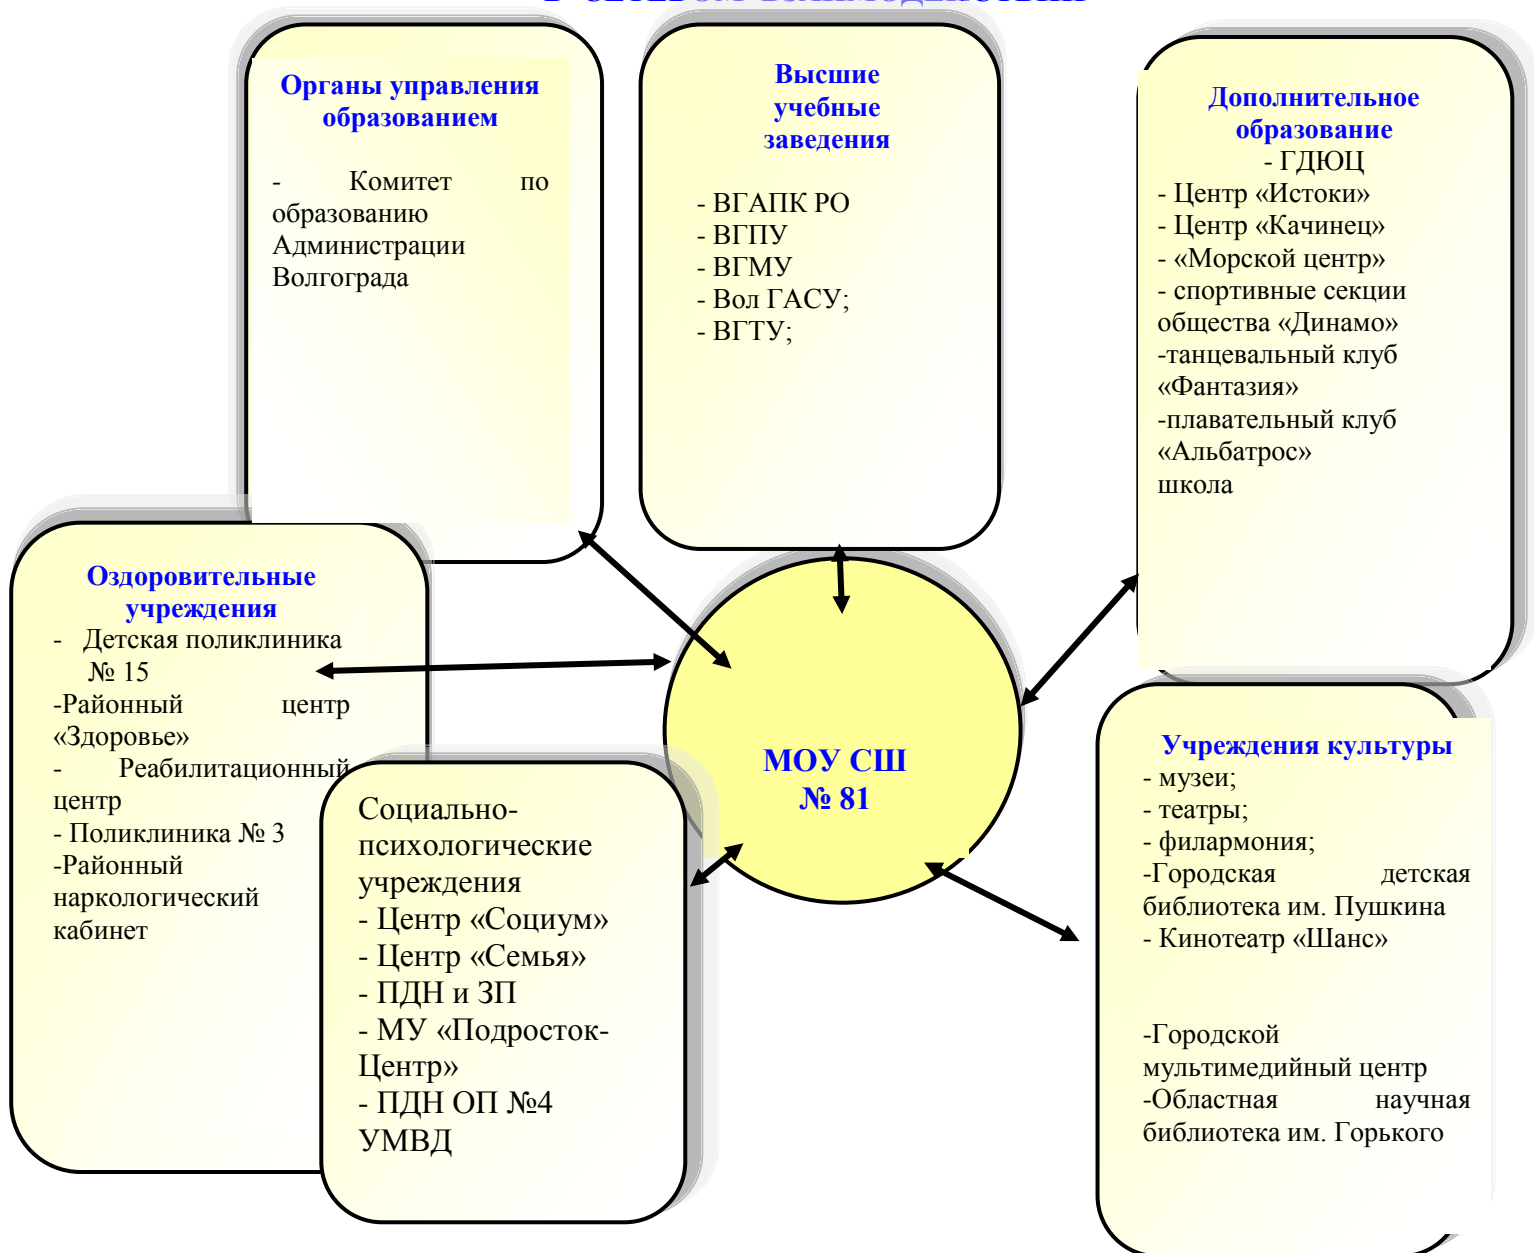 Органы управления
образованием
- Комитет по
образованию
Администрации
Волгограда
Высшие
учебные
заведения
- ВГАПК РО
- ВГПУ
- ВГМУ
- Вол ГАСУ;
- ВГТУ;
Дополнительное
образование
- ГДЮЦ
- Центр «Истоки»
- Центр «Качинец»
- «Морской центр»
- спортивные секции
общества «Динамо»
-танцевальный клуб
«Фантазия»
-плавательный клуб
«Альбатрос»
школа
Оздоровительные
учреждения
- Детская поликлиника
№ 15
-Районный центр
«Здоровье»
- Реабилитационный
центр
- Поликлиника № 3
-Районный
наркологический
кабинет
Социально-
психологические
учреждения
- Центр «Социум»
- Центр «Семья»
- ПДН и ЗП
- МУ «Подросток-
Центр»
- ПДН ОП №4
УМВД
МОУ СШ
№ 81
Учреждения культуры
- музеи;
- театры;
- филармония;
-Городская детская
библиотека им. Пушкина
- Кинотеатр «Шанс»
-Городской
мультимедийный центр
-Областная научная
библиотека им. Горького